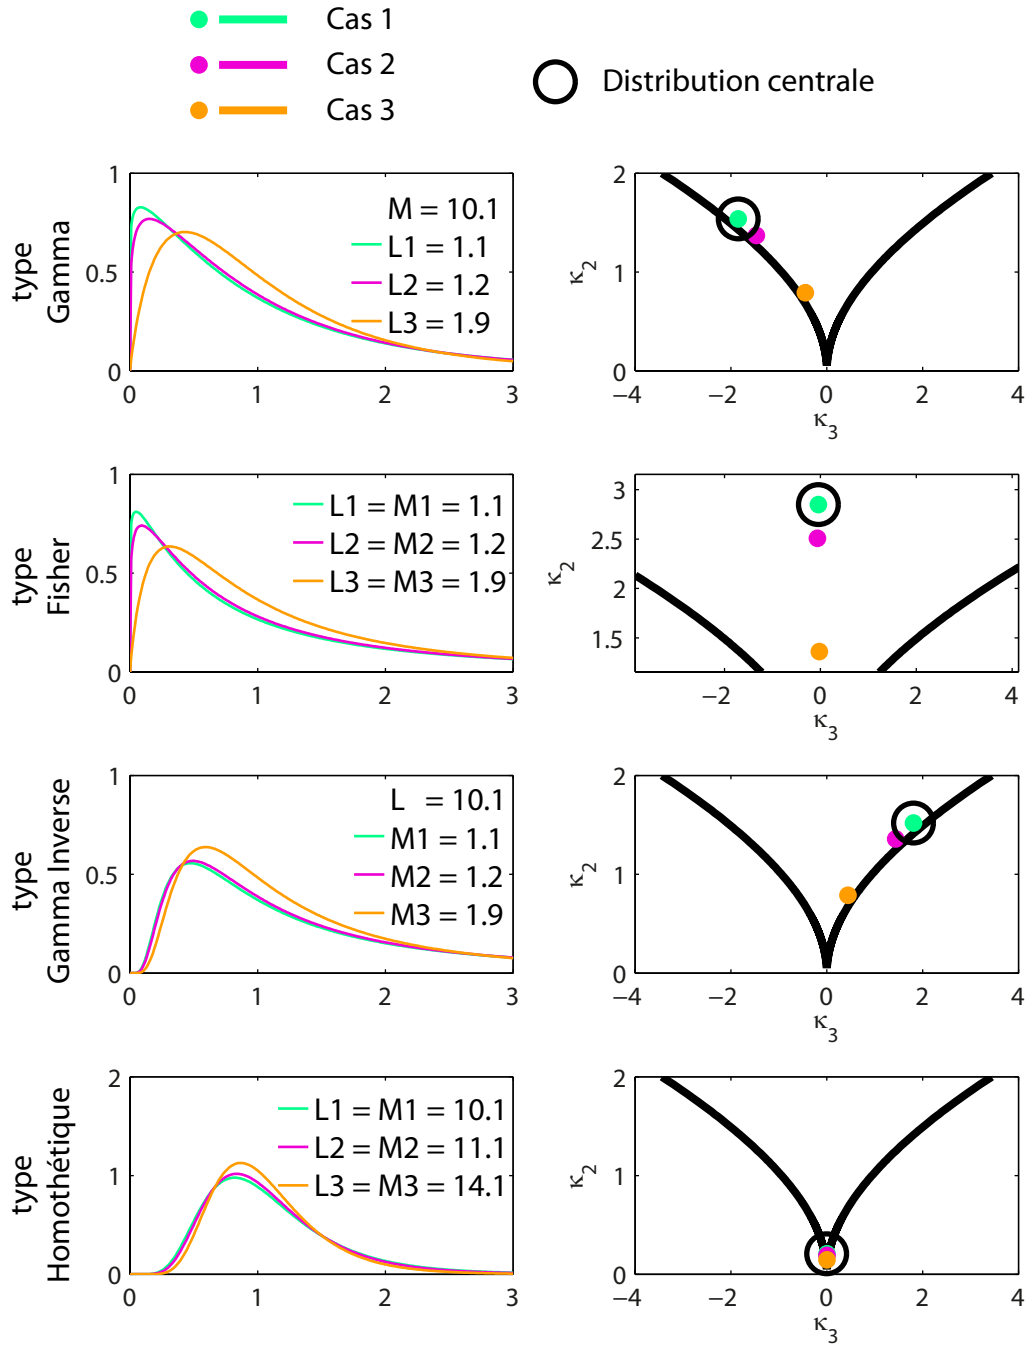 Cas 1
Cas 2
Cas 3
Distribution centrale
type
Gamma
1
0.5
0
0 1 2 3
M = 10.1
L1 = 1.1
L2 = 1.2
L3 = 1.9
κ2
2
1
0
−4 −2 0 2 4
κ3
type
Fisher
1
0.5
0
0 1 2 3
L1 = M1 = 1.1
L2 = M2 = 1.2
L3 = M3 = 1.9
κ2
3
2.5
2
1.5
−2 0 2 4
κ3
type
Gamma Inverse
1
0.5
0
0 1 2 3
L = 10.1
M1 = 1.1
M2 = 1.2
M3 = 1.9
κ2
2
1
0
−4 −2 0 2 4
κ3
type
Homothétique
2
1
0
0 1 2 3
L1 = M1 = 10.1
L2 = M2 = 11.1
L3 = M3 = 14.1
κ2
2
1
0
−4 −2 0 2 4
κ3